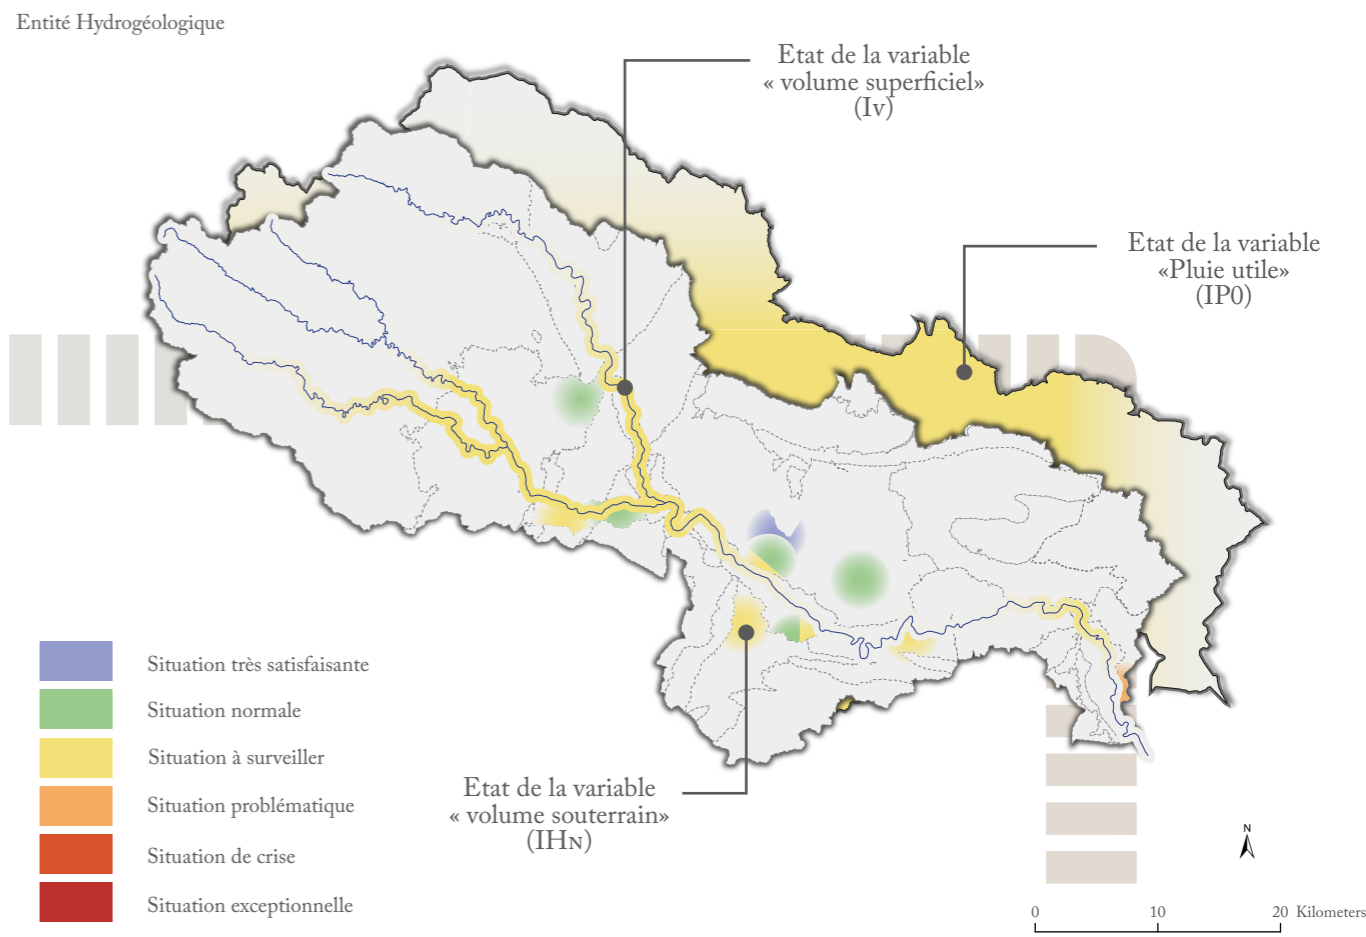 Entité Hydrogéologique
Etat de la variable
« volume superficiel»
(Iv)
Etat de la variable
«Pluie utile»
(IP0)
Situation très satisfaisante
Situation normale
Situation à surveiller
Situation problématique
Situation de crise
Situation exceptionnelle
Etat de la variable
« volume souterrain»
(IHN)
N
0 10 20 Kilometers